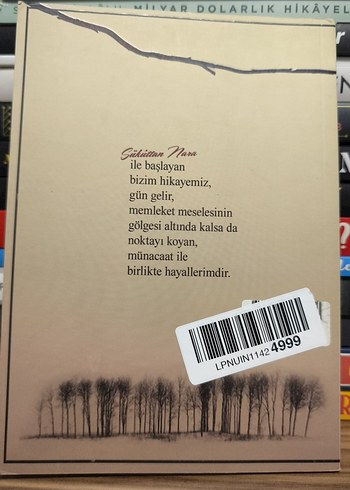 MİLYAR DOLARLIK HİKÂYEL
Sükûttan Nara
ile başlayan
bizim hikayemiz,
gün gelir,
memleket meselesinin
gölgesi altında kalsa da
noktayı koyan,
münacaat ile
birlikte hayallerimdir.
LPNUIN1142 4999